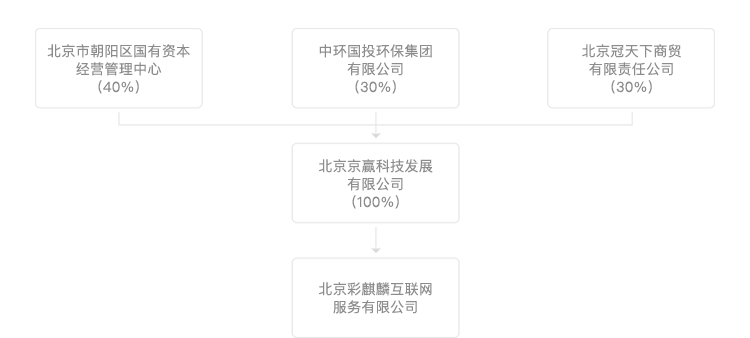 北京市朝阳区国有资本
经营管理中心
(40%)
中环国投环保集团
有限公司
(30%)
北京冠天下商贸
有限责任公司
(30%)
北京京赢科技发展
有限公司
(100%)
北京彩麒麟互联网
服务有限公司